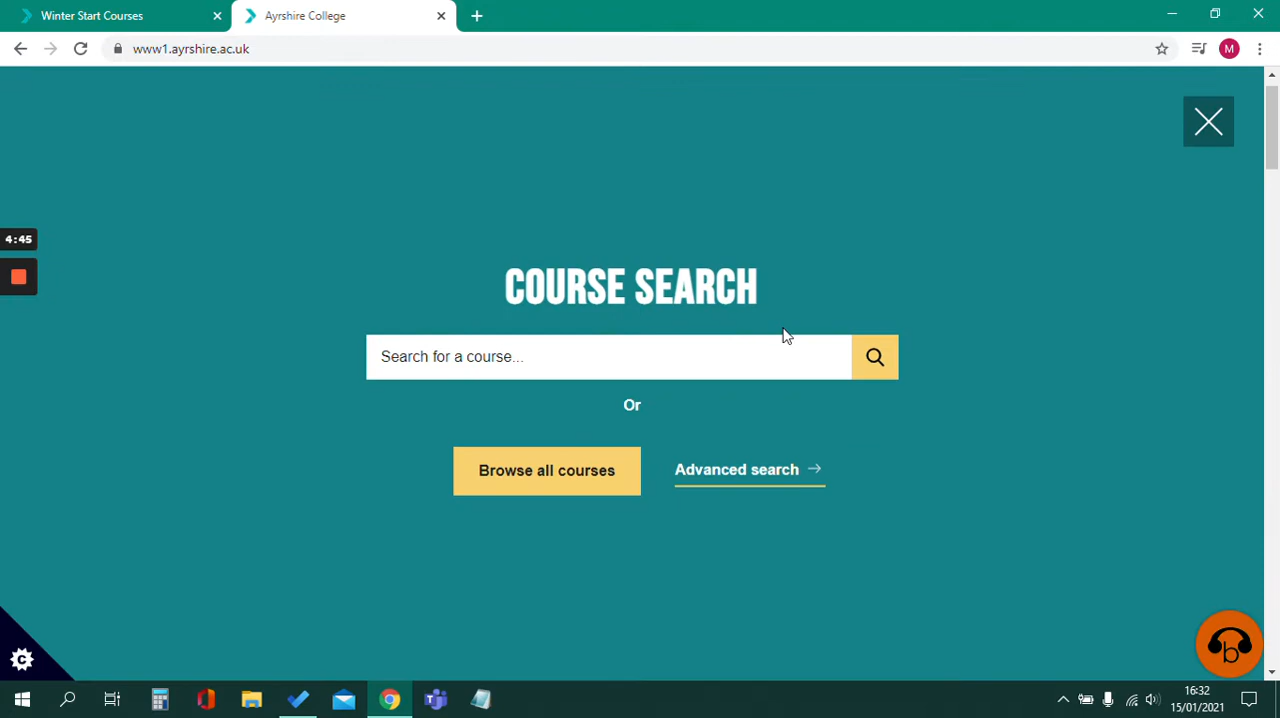 Winter Start Courses
Ayrshire College
www1.ayrshire.ac.uk
M
4:45
COURSE SEARCH
Search for a course...
Or
Browse all courses
Advanced search →
C
b
16:32
15/01/2021